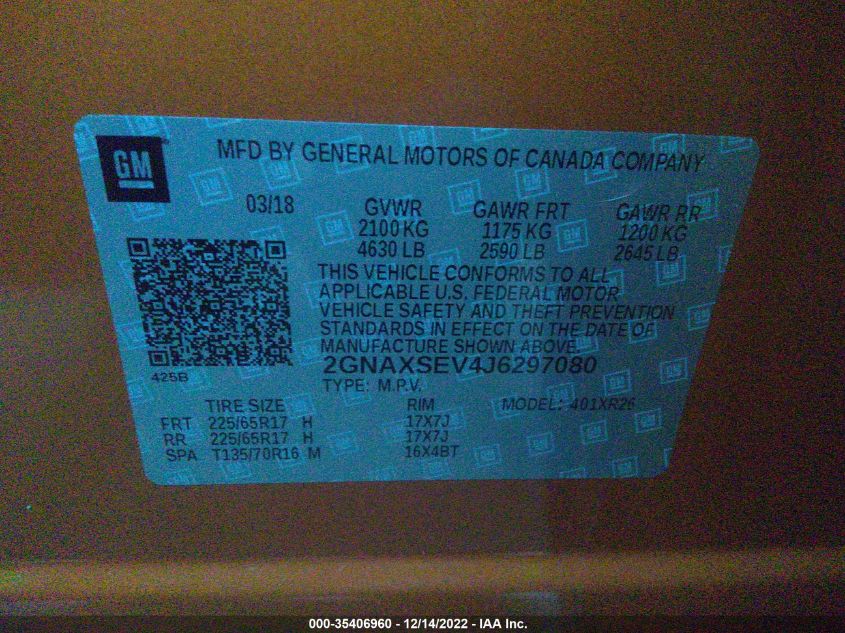 GM
MFD BY GENERAL MOTORS OF CANADA COMPANY
03/18 GVWR GAWR FRT GAWR RR
2100 KG 1175 KG 1200 KG
4630 LB 2590 LB 2645 LB
THIS VEHICLE CONFORMS TO ALL
APPLICABLE U.S. FEDERAL MOTOR
VEHICLE SAFETY AND THEFT PREVENTION
STANDARDS IN EFFECT ON THE DATE OF
MANUFACTURE SHOWN ABOVE.
425B
2GNAXSEV4J6297080
TYPE: M.P.V.
TIRE SIZE RIM MODEL: 401XR26
FRT 225/65R17 H 17X7J
RR 225/65R17 H 17X7J
SPA T135/70R16 M 16X4BT
000-35406960 - 12/14/2022 - IAA Inc.